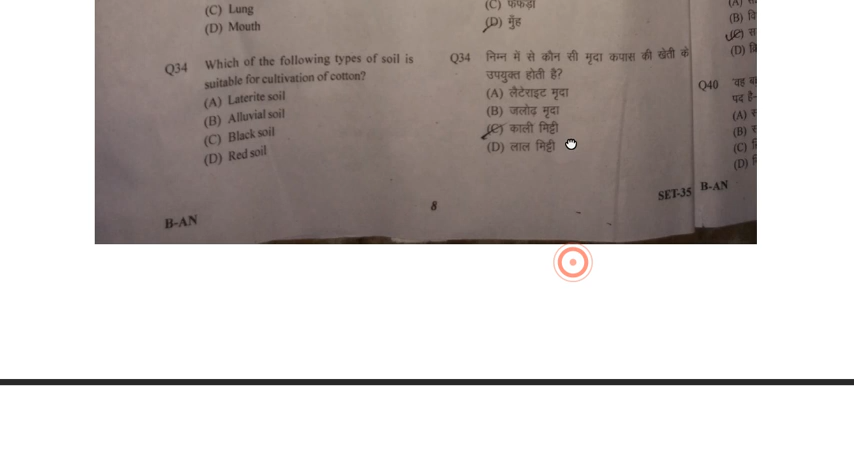 (C) Lung
(D) Mouth
Q34 Which of the following types of soil is
suitable for cultivation of cotton?
(A) Laterite soil
(B) Alluvial soil
(C) Black soil
(D) Red soil
B-AN
8
(C) फेफड़ा
(D) मुँह
Q34 निम्न में से कौन सी मृदा कपास की खेती के
उपयुक्त होती है?
(A) लैटेराइट मृदा
(B) जलोढ़ मृदा
(C) काली मिट्टी
(D) लाल मिट्टी
SET-35
(B)
(C)
(D)
Q40
पद है-
(A)
(B)
(C)
(D)
B-AN